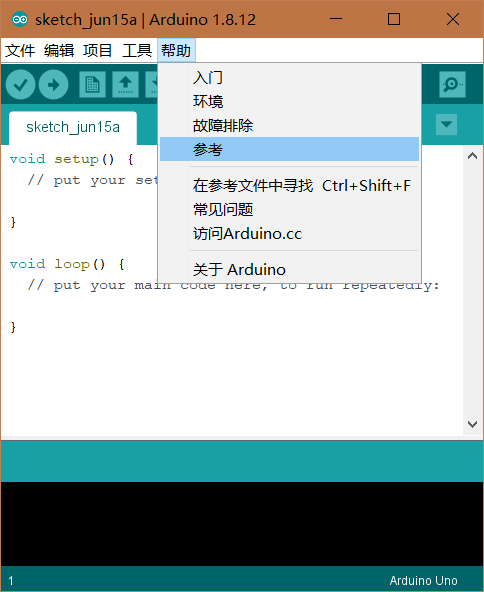 sketch_jun15a | Arduino 1.8.12
文件 编辑 项目 工具 帮助
入门
环境
故障排除
参考
在参考文件中寻找 Ctrl+Shift+F
常见问题
访问Arduino.cc
关于 Arduino
sketch_jun15a
void setup() {
// put your set
}
void loop() {
// put your main code here, to run repeatedly:
}
1
Arduino Uno